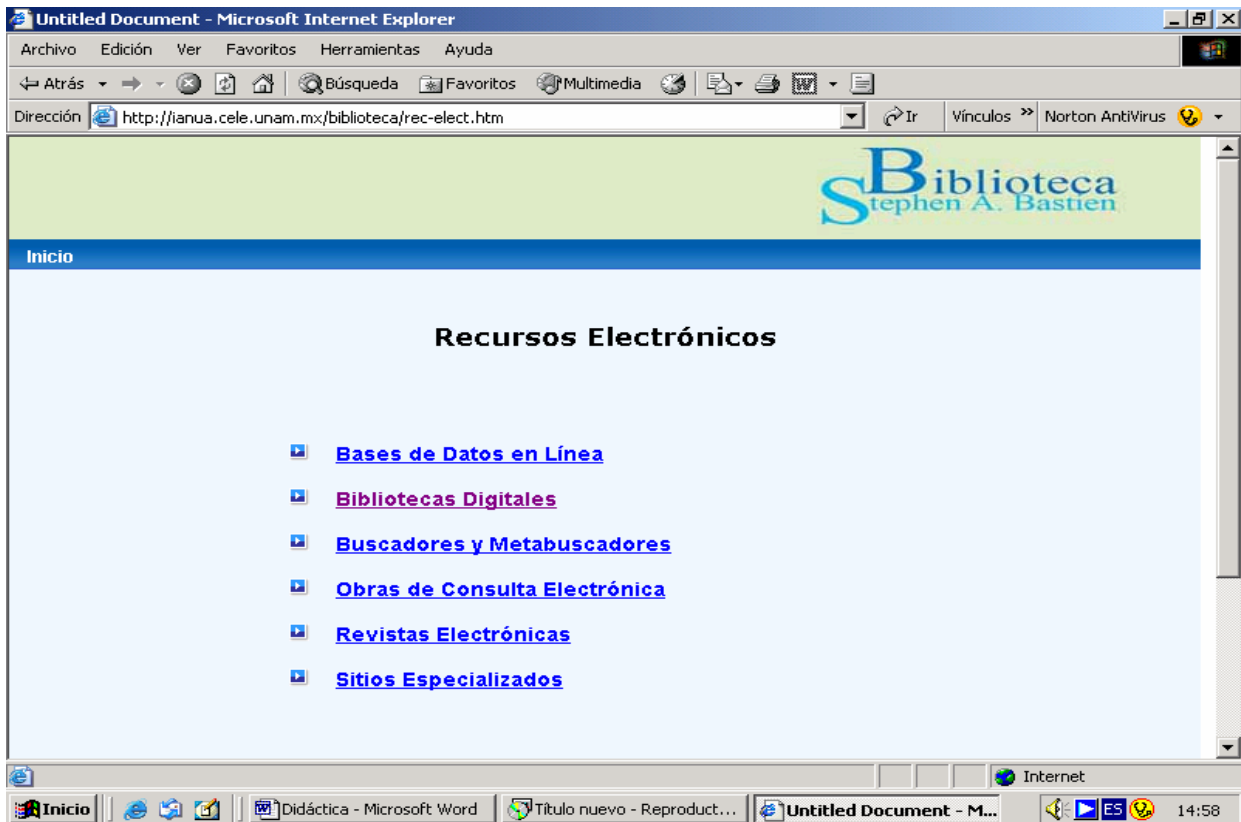 Untitled Document - Microsoft Internet Explorer
Archivo Edición Ver Favoritos Herramientas Ayuda
Atrás Búsqueda Favoritos Multimedia
Dirección http://ianua.cele.unam.mx/biblioteca/rec-elect.htm Ir Vínculos » Norton AntiVirus
Biblioteca
Stephen A. Bastien
Inicio
Recursos Electrónicos
Bases de Datos en Línea
Bibliotecas Digitales
Buscadores y Metabuscadores
Obras de Consulta Electrónica
Revistas Electrónicas
Sitios Especializados
Internet
Inicio Didáctica - Microsoft Word Título nuevo - Reproduct... Untitled Document - M... ES 14:58